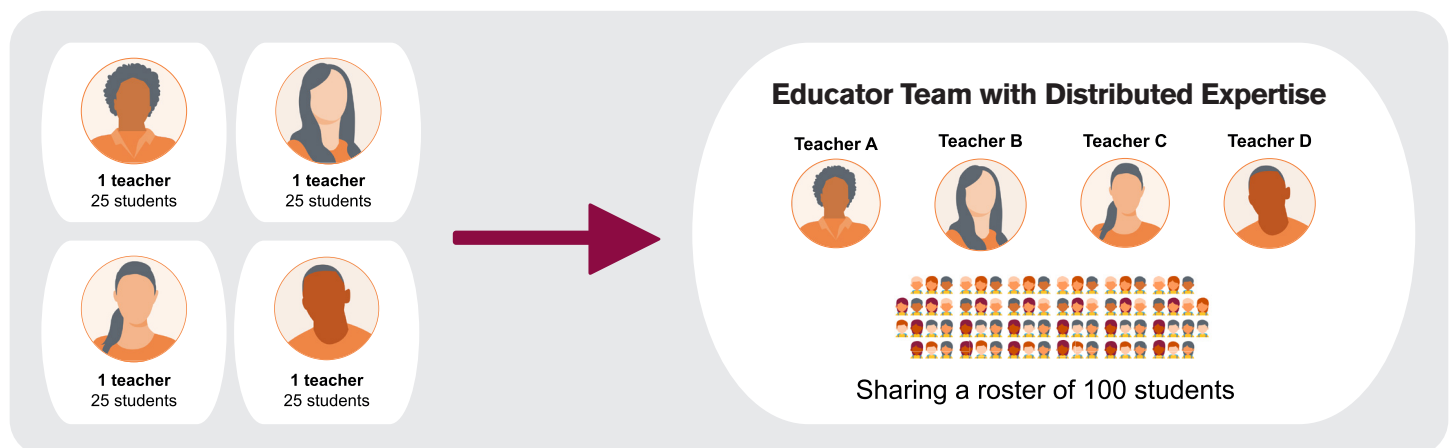 1 teacher
25 students
1 teacher
25 students
1 teacher
25 students
1 teacher
25 students
Educator Team with Distributed Expertise
Teacher A
Teacher B
Teacher C
Teacher D
Sharing a roster of 100 students